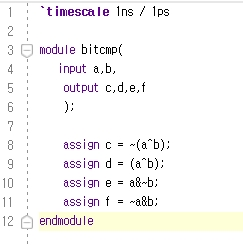 1 `timescale 1ns / 1ps
2
3 module bitcmp(
4 input a,b,
5 output c,d,e,f
6 );
7
8 assign c = ~(a^b);
9 assign d = (a^b);
10 assign e = a&~b;
11 assign f = ~a&b;
12 endmodule